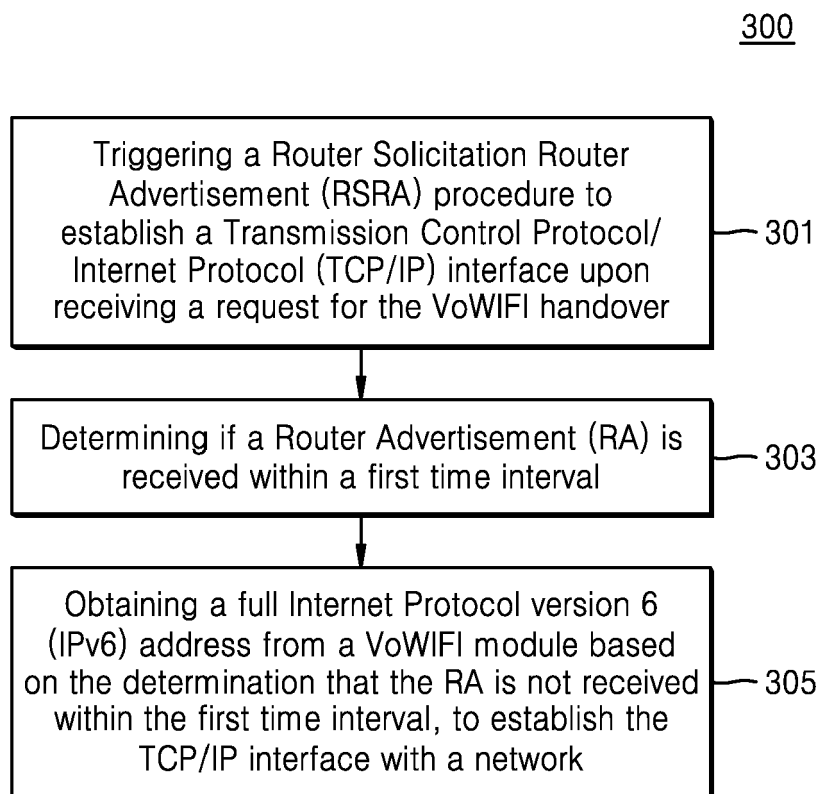 300
Triggering a Router Solicitation Router
Advertisement (RSRA) procedure to
establish a Transmission Control Protocol/
Internet Protocol (TCP/IP) interface upon
receiving a request for the VoWIFI handover
301
Determining if a Router Advertisement (RA) is
received within a first time interval
303
Obtaining a full Internet Protocol version 6
(IPv6) address from a VoWIFI module based
on the determination that the RA is not received
within the first time interval, to establish the
TCP/IP interface with a network
305